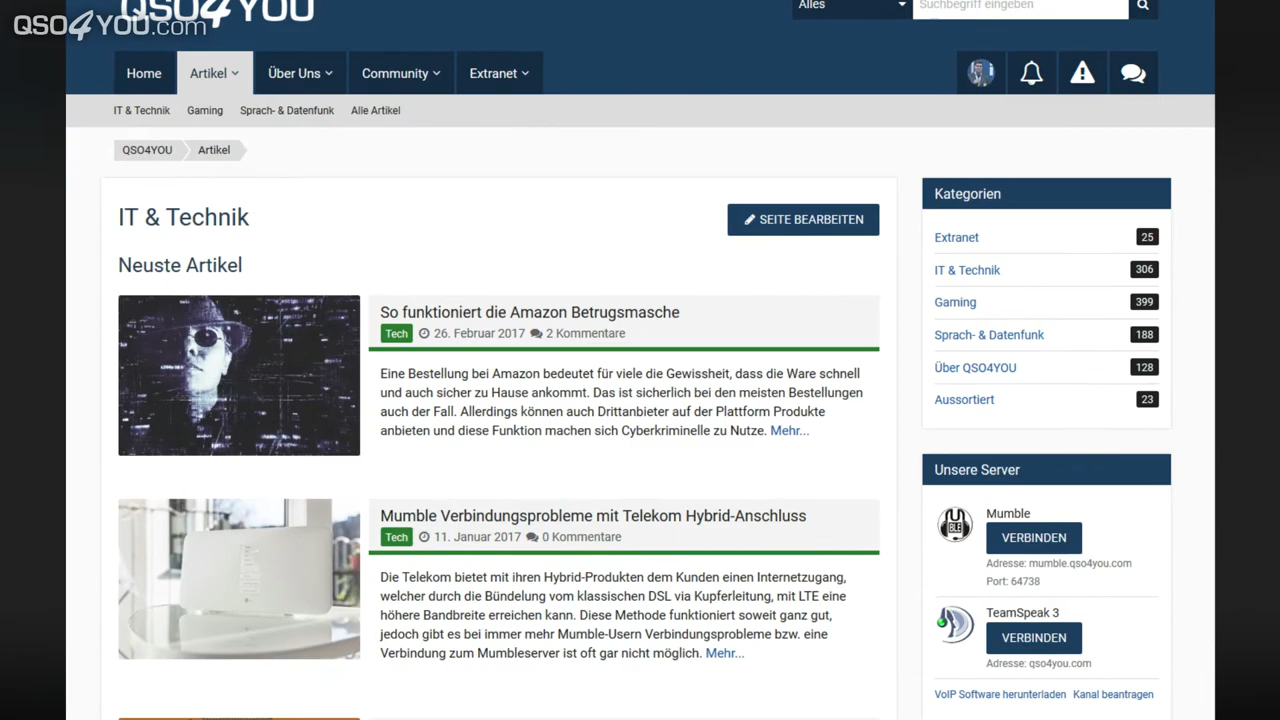 QSO4YOU
QSO4YOU.com
Alles
Suchbegriff eingeben
Home
Artikel
Über Uns
Community
Extranet
IT & Technik
Gaming
Sprach- & Datenfunk
Alle Artikel
QSO4YOU
Artikel
IT & Technik
SEITE BEARBEITEN
Neuste Artikel
So funktioniert die Amazon Betrugsmasche
Tech 26. Februar 2017 2 Kommentare
Eine Bestellung bei Amazon bedeutet für viele die Gewissheit, dass die Ware schnell
und auch sicher zu Hause ankommt. Das ist sicherlich bei den meisten Bestellungen
auch der Fall. Allerdings können auch Drittanbieter auf der Plattform Produkte
anbieten und diese Funktion machen sich Cyberkriminelle zu Nutze. Mehr...
Mumble Verbindungsprobleme mit Telekom Hybrid-Anschluss
Tech 11. Januar 2017 0 Kommentare
Die Telekom bietet mit ihren Hybrid-Produkten dem Kunden einen Internetzugang,
welcher durch die Bündelung vom klassischen DSL via Kupferleitung, mit LTE eine
höhere Bandbreite erreichen kann. Diese Methode funktioniert soweit ganz gut,
jedoch gibt es bei immer mehr Mumble-Usern Verbindungsprobleme bzw. eine
Verbindung zum Mumbleserver ist oft gar nicht möglich. Mehr...
Kategorien
Extranet 25
IT & Technik 306
Gaming 399
Sprach- & Datenfunk 188
Über QSO4YOU 128
Aussortiert 23
Unsere Server
Mumble
VERBINDEN
Adresse: mumble.qso4you.com
Port: 64738
TeamSpeak 3
VERBINDEN
Adresse: qso4you.com
VoIP Software herunterladen Kanal beantragen